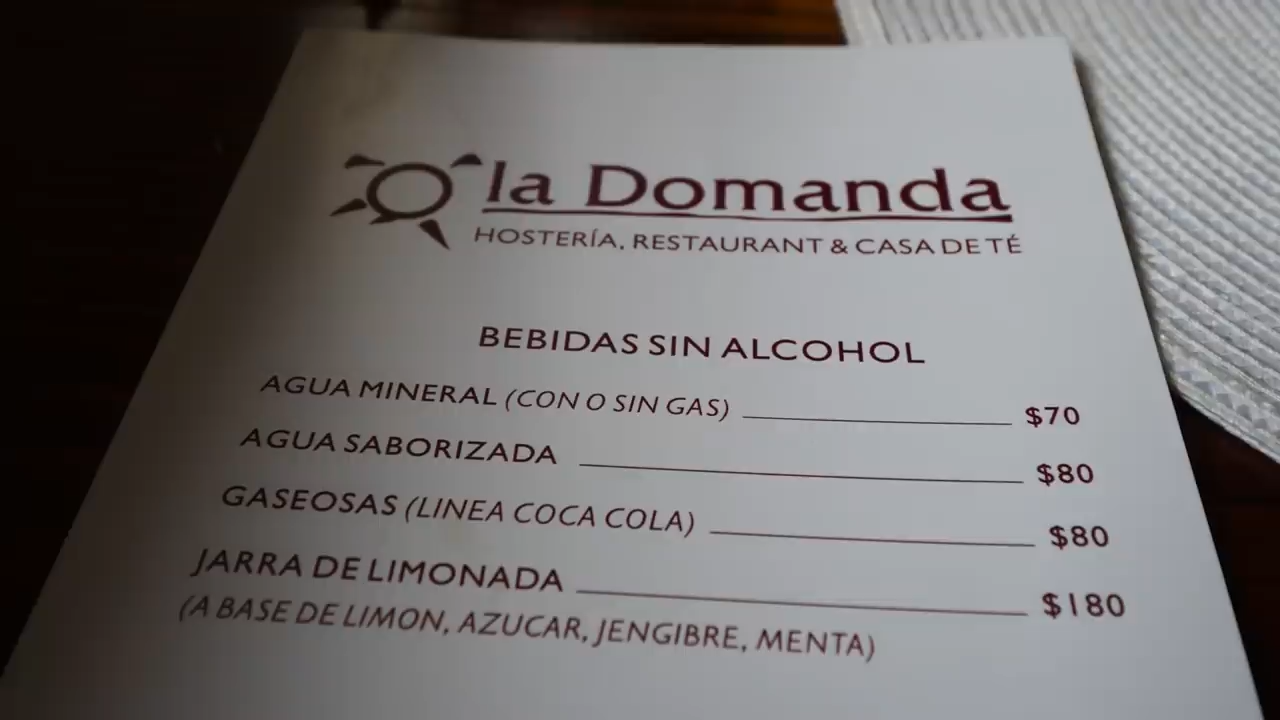 la Domanda
HOSTERÍA, RESTAURANT & CASA DE TÉ
BEBIDAS SIN ALCOHOL
AGUA MINERAL (CON O SIN GAS) $70
AGUA SABORIZADA $80
GASEOSAS (LINEA COCA COLA) $80
JARRA DE LIMONADA $180
(A BASE DE LIMON, AZUCAR, JENGIBRE, MENTA)